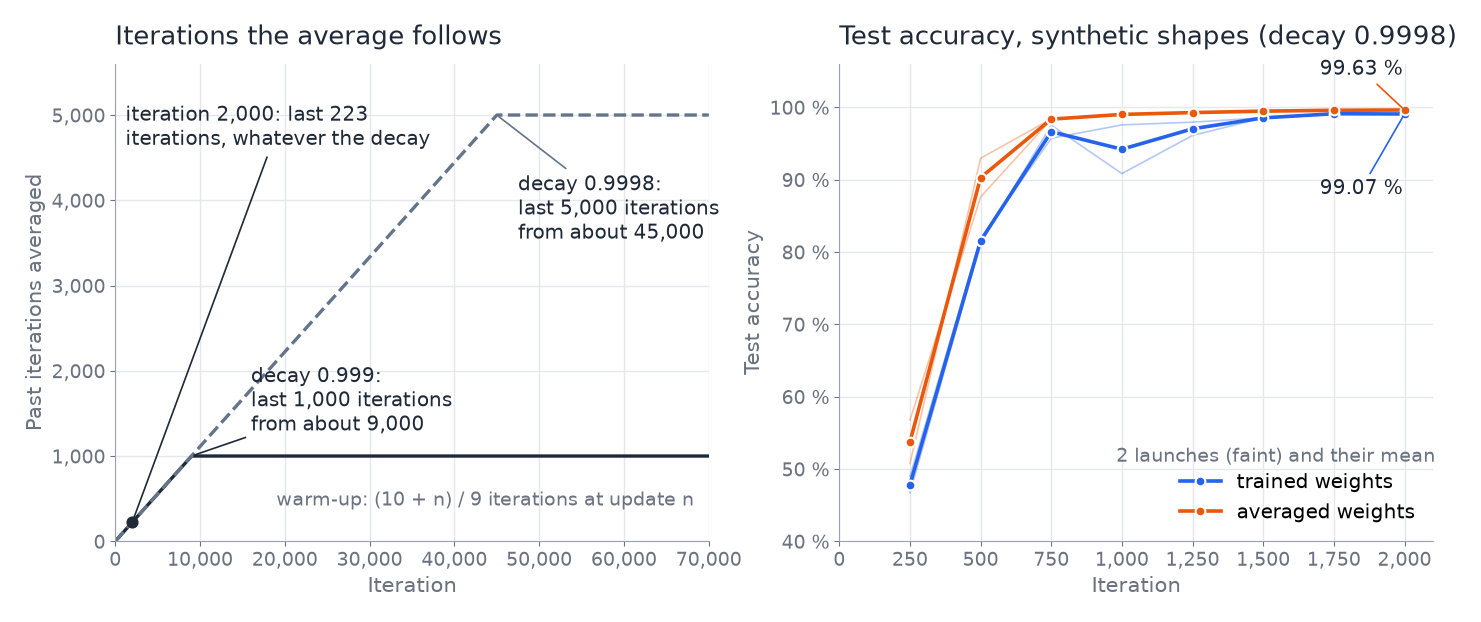 Iterations the average follows
Past iterations averaged
5,000
4,000
3,000
2,000
1,000
0
iteration 2,000: last 223
iterations, whatever the decay
decay 0.9998:
last 5,000 iterations
from about 45,000
decay 0.999:
last 1,000 iterations
from about 9,000
warm-up: (10 + n) / 9 iterations at update n
0 10,000 20,000 30,000 40,000 50,000 60,000 70,000
Iteration
Test accuracy, synthetic shapes (decay 0.9998)
Test accuracy
100 %
90 %
80 %
70 %
60 %
50 %
40 %
99.63 %
99.07 %
2 launches (faint) and their mean
trained weights
averaged weights
0 250 500 750 1,000 1,250 1,500 1,750 2,000
Iteration